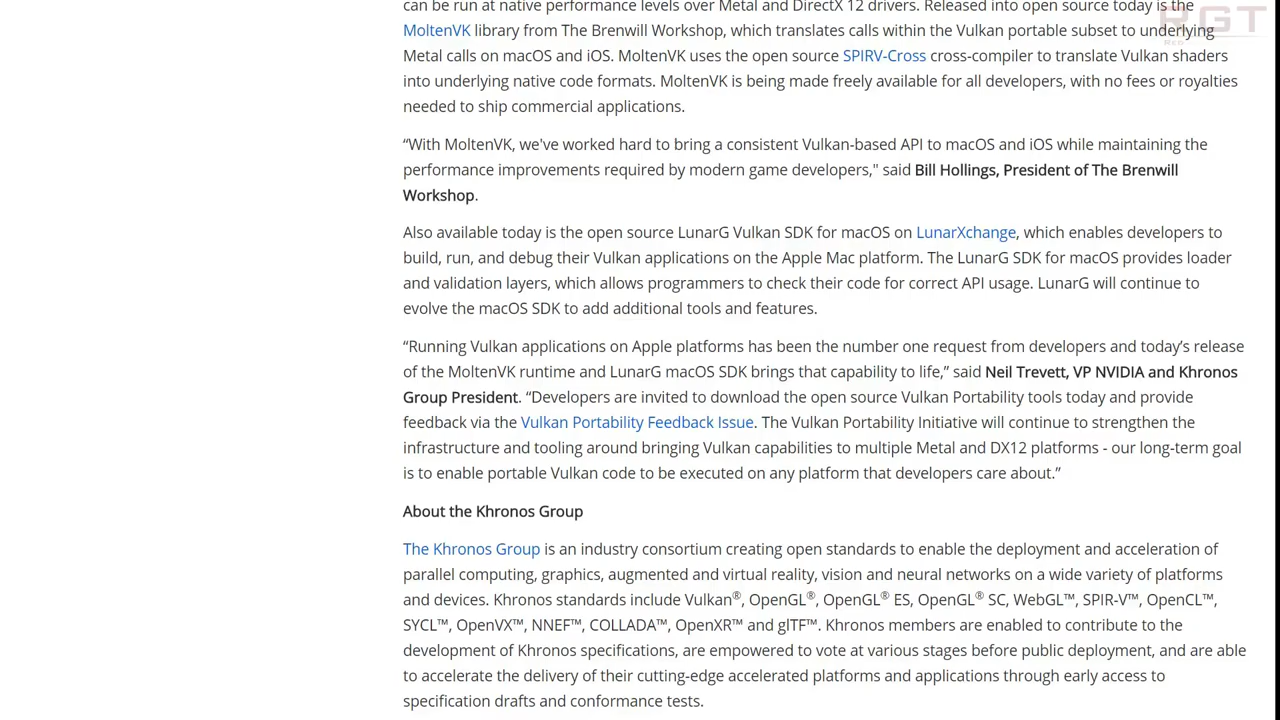 can be run at native performance levels over Metal and DirectX 12 drivers. Released into open source today is the
RGT
MoltenVK library from The Brenwill Workshop, which translates calls within the Vulkan portable subset to underlying
Metal calls on macOS and iOS. MoltenVK uses the open source SPIRV-Cross cross-compiler to translate Vulkan shaders
into underlying native code formats. MoltenVK is being made freely available for all developers, with no fees or royalties
needed to ship commercial applications.
“With MoltenVK, we've worked hard to bring a consistent Vulkan-based API to macOS and iOS while maintaining the
performance improvements required by modern game developers," said Bill Hollings, President of The Brenwill
Workshop.
Also available today is the open source LunarG Vulkan SDK for macOS on LunarXchange, which enables developers to
build, run, and debug their Vulkan applications on the Apple Mac platform. The LunarG SDK for macOS provides loader
and validation layers, which allows programmers to check their code for correct API usage. LunarG will continue to
evolve the macOS SDK to add additional tools and features.
“Running Vulkan applications on Apple platforms has been the number one request from developers and today’s release
of the MoltenVK runtime and LunarG macOS SDK brings that capability to life,” said Neil Trevett, VP NVIDIA and Khronos
Group President. “Developers are invited to download the open source Vulkan Portability tools today and provide
feedback via the Vulkan Portability Feedback Issue. The Vulkan Portability Initiative will continue to strengthen the
infrastructure and tooling around bringing Vulkan capabilities to multiple Metal and DX12 platforms - our long-term goal
is to enable portable Vulkan code to be executed on any platform that developers care about.”
About the Khronos Group
The Khronos Group is an industry consortium creating open standards to enable the deployment and acceleration of
parallel computing, graphics, augmented and virtual reality, vision and neural networks on a wide variety of platforms
and devices. Khronos standards include Vulkan®, OpenGL®, OpenGL® ES, OpenGL® SC, WebGL™, SPIR-V™, OpenCL™,
SYCL™, OpenVX™, NNEF™, COLLADA™, OpenXR™ and glTF™. Khronos members are enabled to contribute to the
development of Khronos specifications, are empowered to vote at various stages before public deployment, and are able
to accelerate the delivery of their cutting-edge accelerated platforms and applications through early access to
specification drafts and conformance tests.